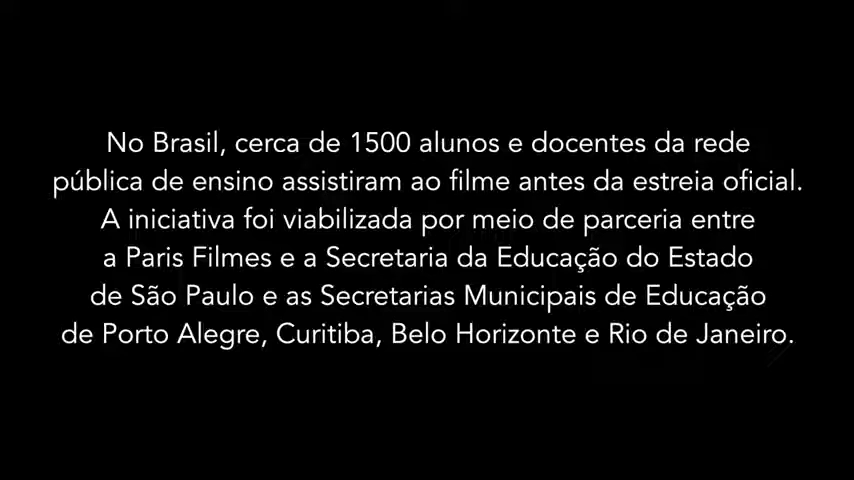 No Brasil, cerca de 1500 alunos e docentes da rede
pública de ensino assistiram ao filme antes da estreia oficial.
A iniciativa foi viabilizada por meio de parceria entre
a Paris Filmes e a Secretaria da Educação do Estado
de São Paulo e as Secretarias Municipais de Educação
de Porto Alegre, Curitiba, Belo Horizonte e Rio de Janeiro.